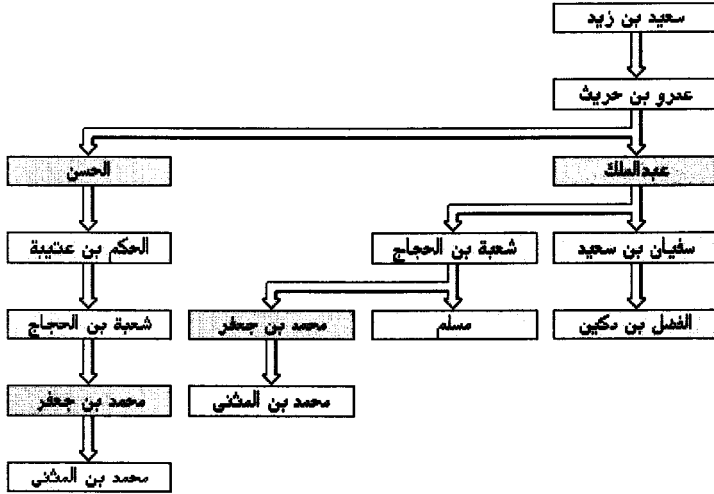 سعيد بن زيد
عمرو بن حريث
عبدالملك
الحسن
سفيان بن سعيد
شعبة بن الحجاج
الحكم بن عتيبة
الفضل بن دكين
مسلم
محمد بن جعفر
شعبة بن الحجاج
محمد بن المثنى
محمد بن جعفر
محمد بن المثنى